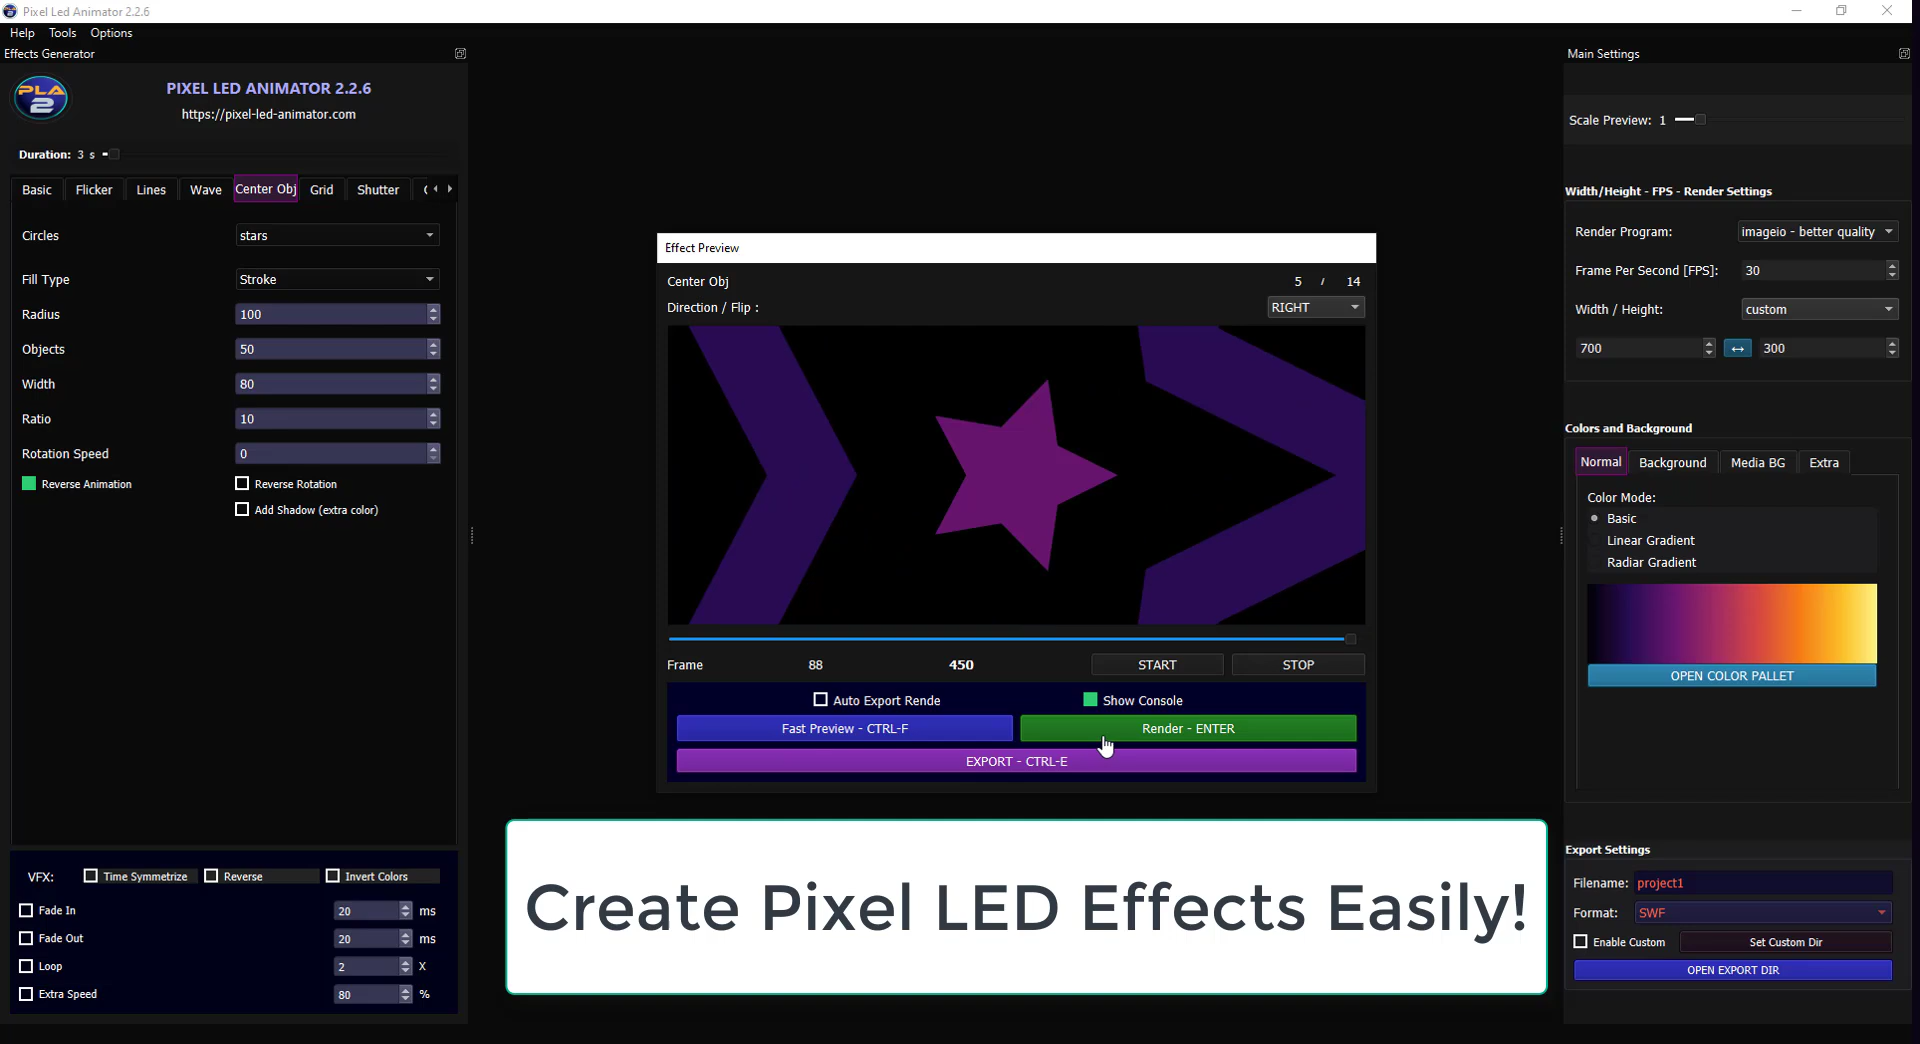 Pixel Led Animator 2.2.6
Help Tools Options
Effects Generator
PLA
2
PIXEL LED ANIMATOR 2.2.6
https://pixel-led-animator.com
Duration: 3 s
Basic Flicker Lines Wave Center Obj Grid Shutter
Circles stars
Fill Type Stroke
Radius 100
Objects 50
Width 80
Ratio 10
Rotation Speed 0
Reverse Animation Reverse Rotation
Add Shadow (extra color)
VFX: Time Symmetrize Reverse Invert Colors
Fade In 20 ms
Fade Out 20 ms
Loop 2 X
Extra Speed 80 %
Effect Preview
Center Obj 5 / 14
Direction / Flip : RIGHT
Frame 88 450 START STOP
Auto Export Rende Show Console
Fast Preview - CTRL-F Render - ENTER
EXPORT - CTRL-E
Create Pixel LED Effects Easily!
Main Settings
Scale Preview: 1
Width/Height - FPS - Render Settings
Render Program: imageio - better quality
Frame Per Second [FPS]: 30
Width / Height: custom
700 ↔ 300
Colors and Background
Normal Background Media BG Extra
Color Mode:
Basic
Linear Gradient
Radiar Gradient
OPEN COLOR PALLET
Export Settings
Filename: project1
Format: SWF
Enable Custom Set Custom Dir
OPEN EXPORT DIR